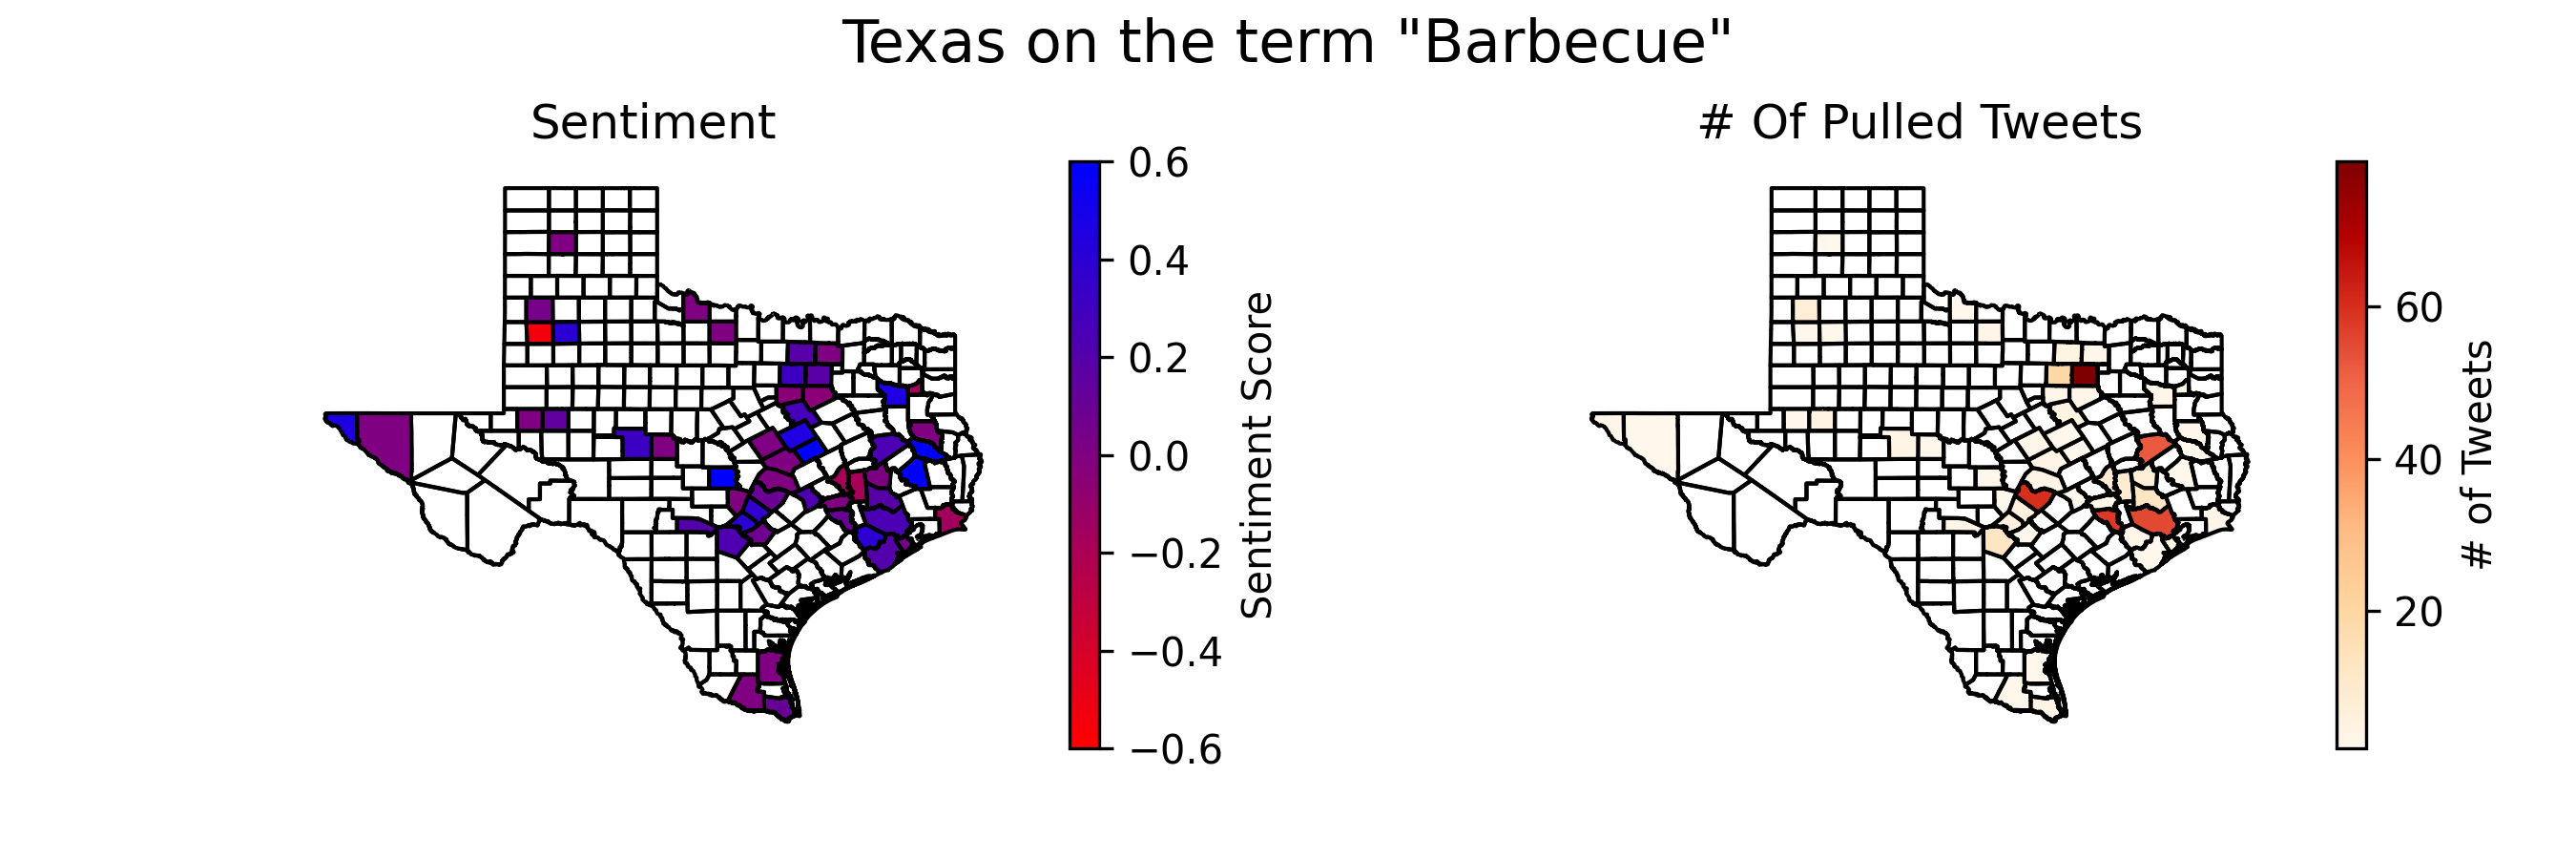 Texas on the term "Barbecue"
Sentiment
0.6
0.4
0.2
0.0
−0.2
−0.4
−0.6
Sentiment Score
# Of Pulled Tweets
60
40
20
# of Tweets